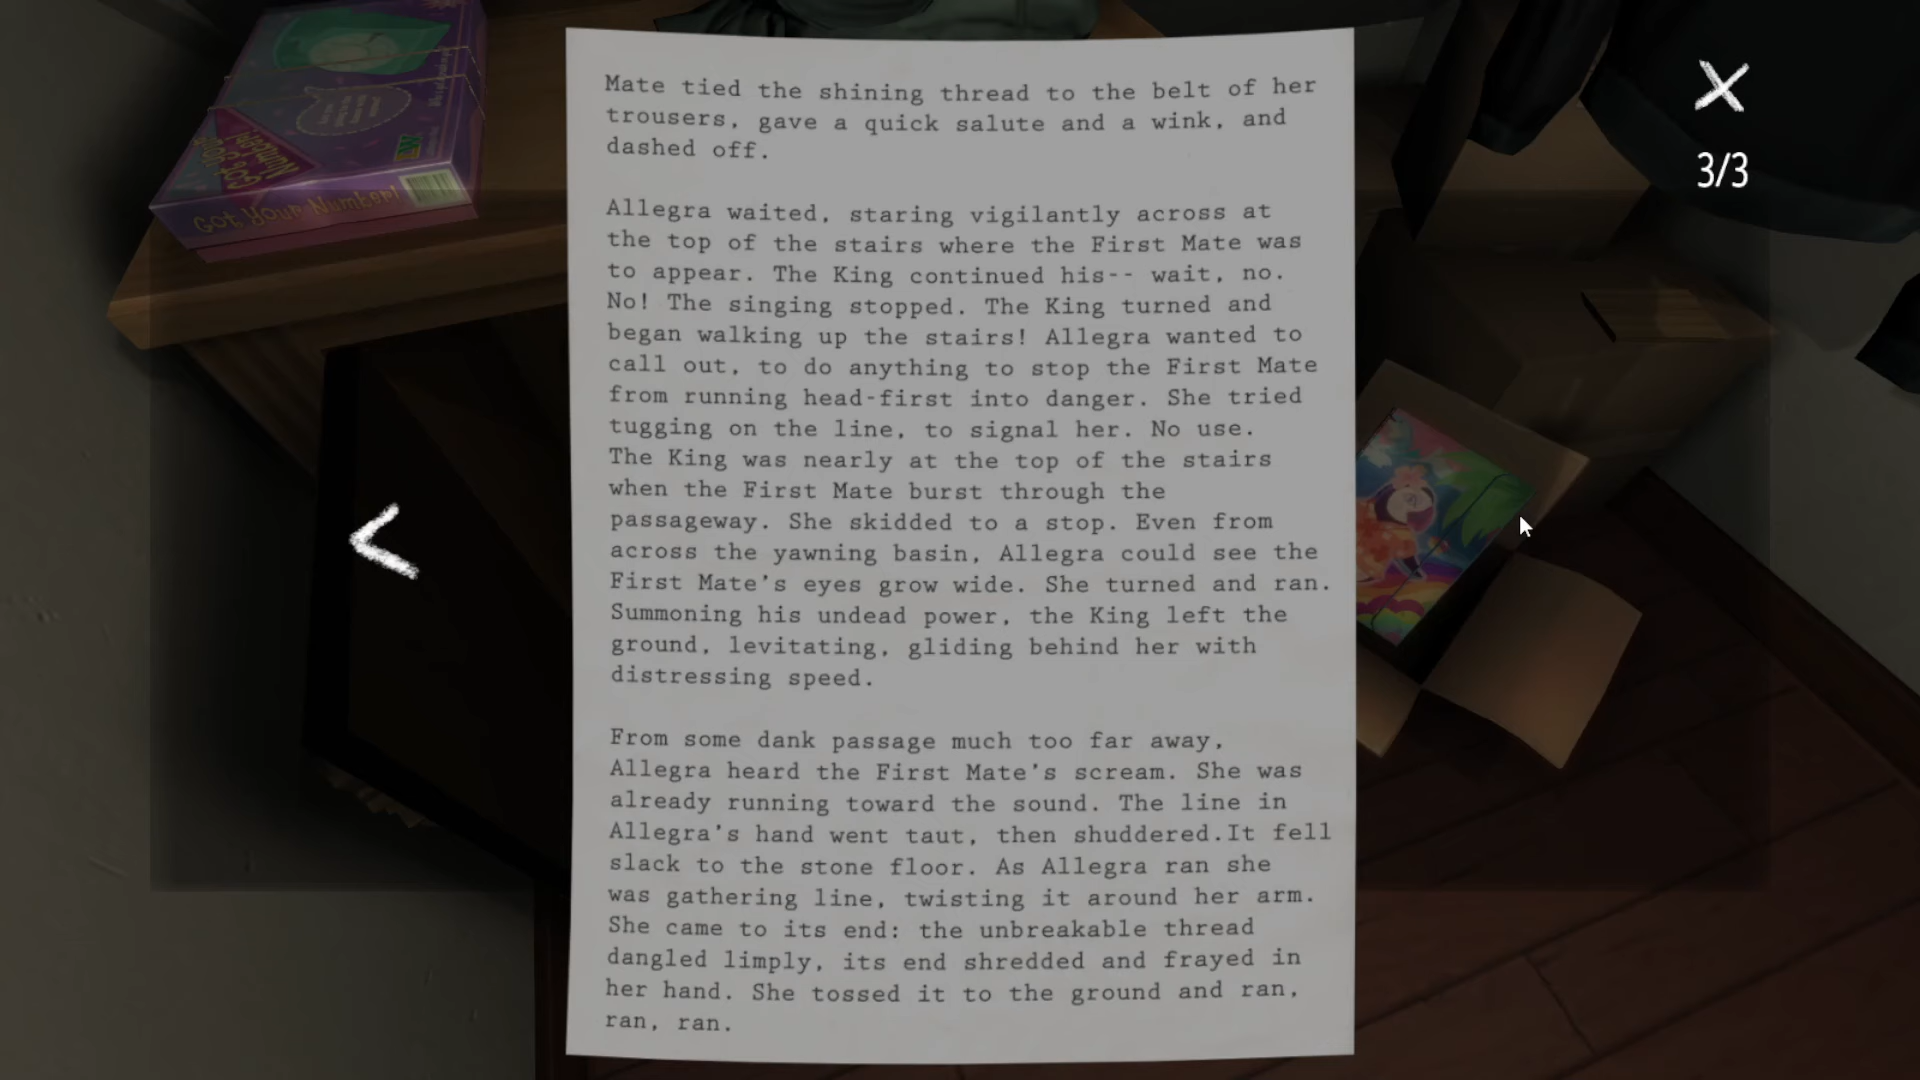 Got Your Number!
Got Your Number!
3/3
Mate tied the shining thread to the belt of her
trousers, gave a quick salute and a wink, and
dashed off.
Allegra waited, staring vigilantly across at
the top of the stairs where the First Mate was
to appear. The King continued his-- wait, no.
No! The singing stopped. The King turned and
began walking up the stairs! Allegra wanted to
call out, to do anything to stop the First Mate
from running head-first into danger. She tried
tugging on the line, to signal her. No use.
The King was nearly at the top of the stairs
when the First Mate burst through the
passageway. She skidded to a stop. Even from
across the yawning basin, Allegra could see the
First Mate's eyes grow wide. She turned and ran.
Summoning his undead power, the King left the
ground, levitating, gliding behind her with
distressing speed.
From some dank passage much too far away,
Allegra heard the First Mate's scream. She was
already running toward the sound. The line in
Allegra's hand went taut, then shuddered.It fell
slack to the stone floor. As Allegra ran she
was gathering line, twisting it around her arm.
She came to its end: the unbreakable thread
dangled limply, its end shredded and frayed in
her hand. She tossed it to the ground and ran,
ran, ran.